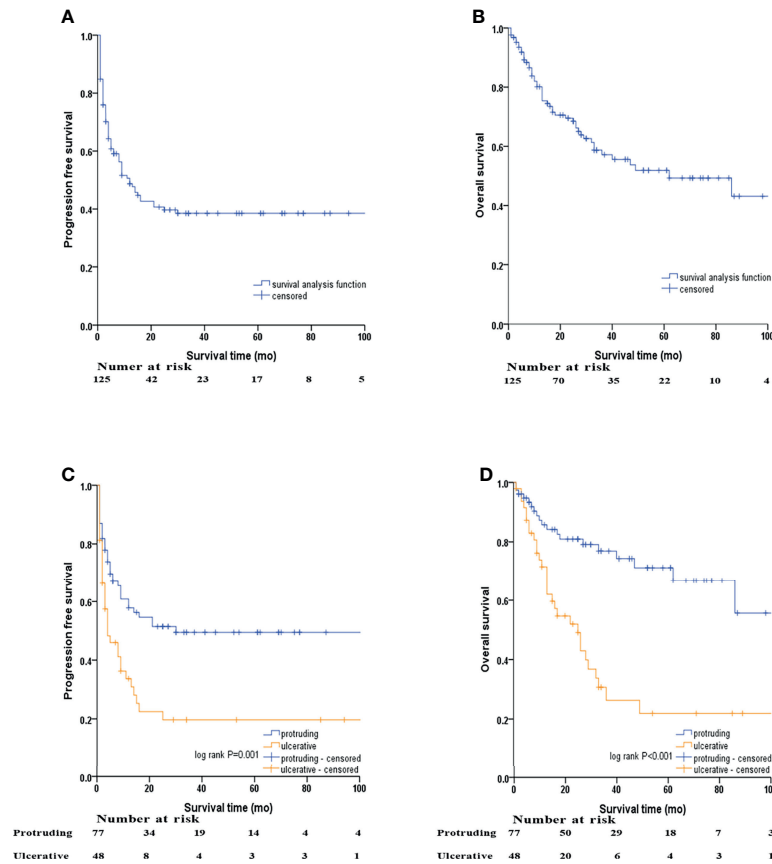 A
1.0
0.8
0.6
0.4
0.2
0.0
Progression free survival
survival analysis function
censored
0 20 40 60 80 100
Survival time (mo)
Numer at risk
125 42 23 17 8 5
B
1.0
0.8
0.6
0.4
0.2
0.0
Overall survival
survival analysis function
censored
0 20 40 60 80 100
Survival time (mo)
Number at risk
125 70 35 22 10 4
C
1.0
0.8
0.6
0.4
0.2
0.0
Progression free survival
protruding
ulcerative
log rank P=0.001
protruding - censored
ulcerative - censored
0 20 40 60 80 100
Survival time (mo)
Number at risk
Protruding 77 34 19 14 4 4
Ulcerative 48 8 4 3 3 1
D
1.0
0.8
0.6
0.4
0.2
0.0
Overall survival
protruding
ulcerative
log rank P<0.001
protruding - censored
ulcerative - censored
0 20 40 60 80 100
Survival time (mo)
Number at risk
Protruding 77 50 29 18 7 3
Ulcerative 48 20 6 4 3 1